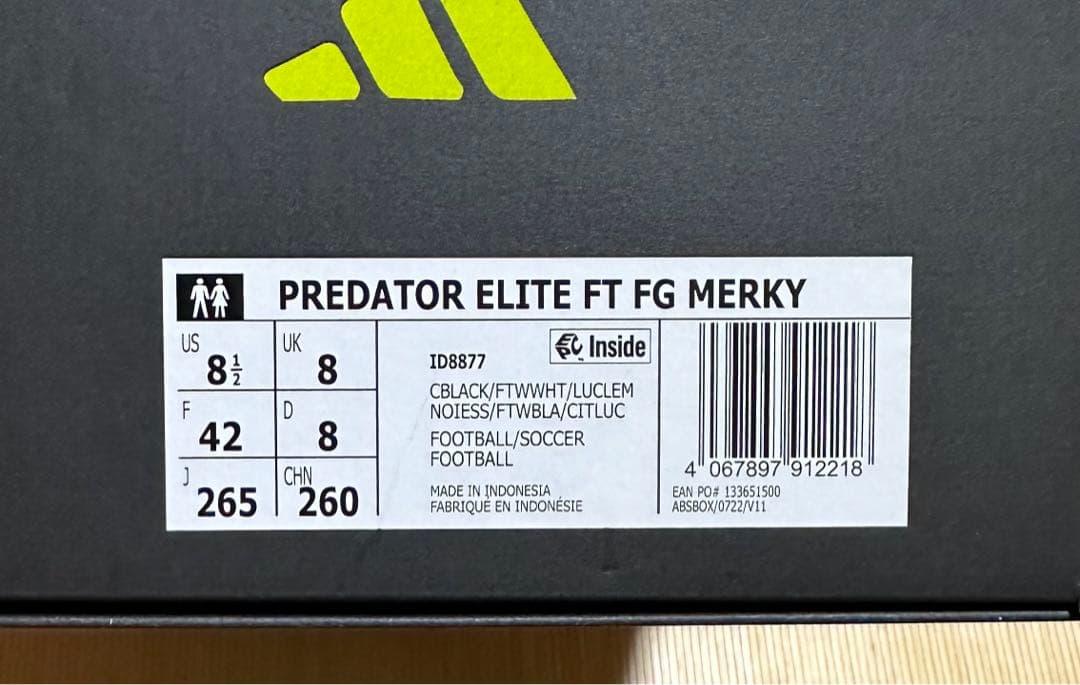 PREDATOR ELITE FT FG MERKY
US 8½
UK 8
F 42
D 8
J 265
CHN 260
Inside
ID8877
CBLACK/FTWWHT/LUCLEM
NOIESS/FTWBLA/CITLUC
FOOTBALL/SOCCER
FOOTBALL
MADE IN INDONESIA
FABRIQUÉ EN INDONÉSIE
4 067897 912218
EAN PO# 133651500
ABSBOX/0722/V11